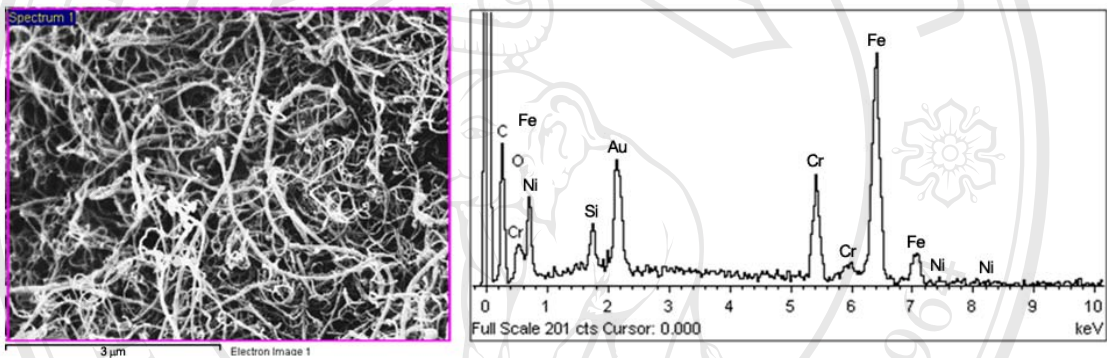 Spectrum 1
3 µm
Electron Image 1
C
Fe
O
Ni
Cr
Si
Au
Cr
Cr
Fe
Fe
Ni
Ni
0 1 2 3 4 5 6 7 8 9 10
Full Scale 201 cts Cursor: 0.000
keV